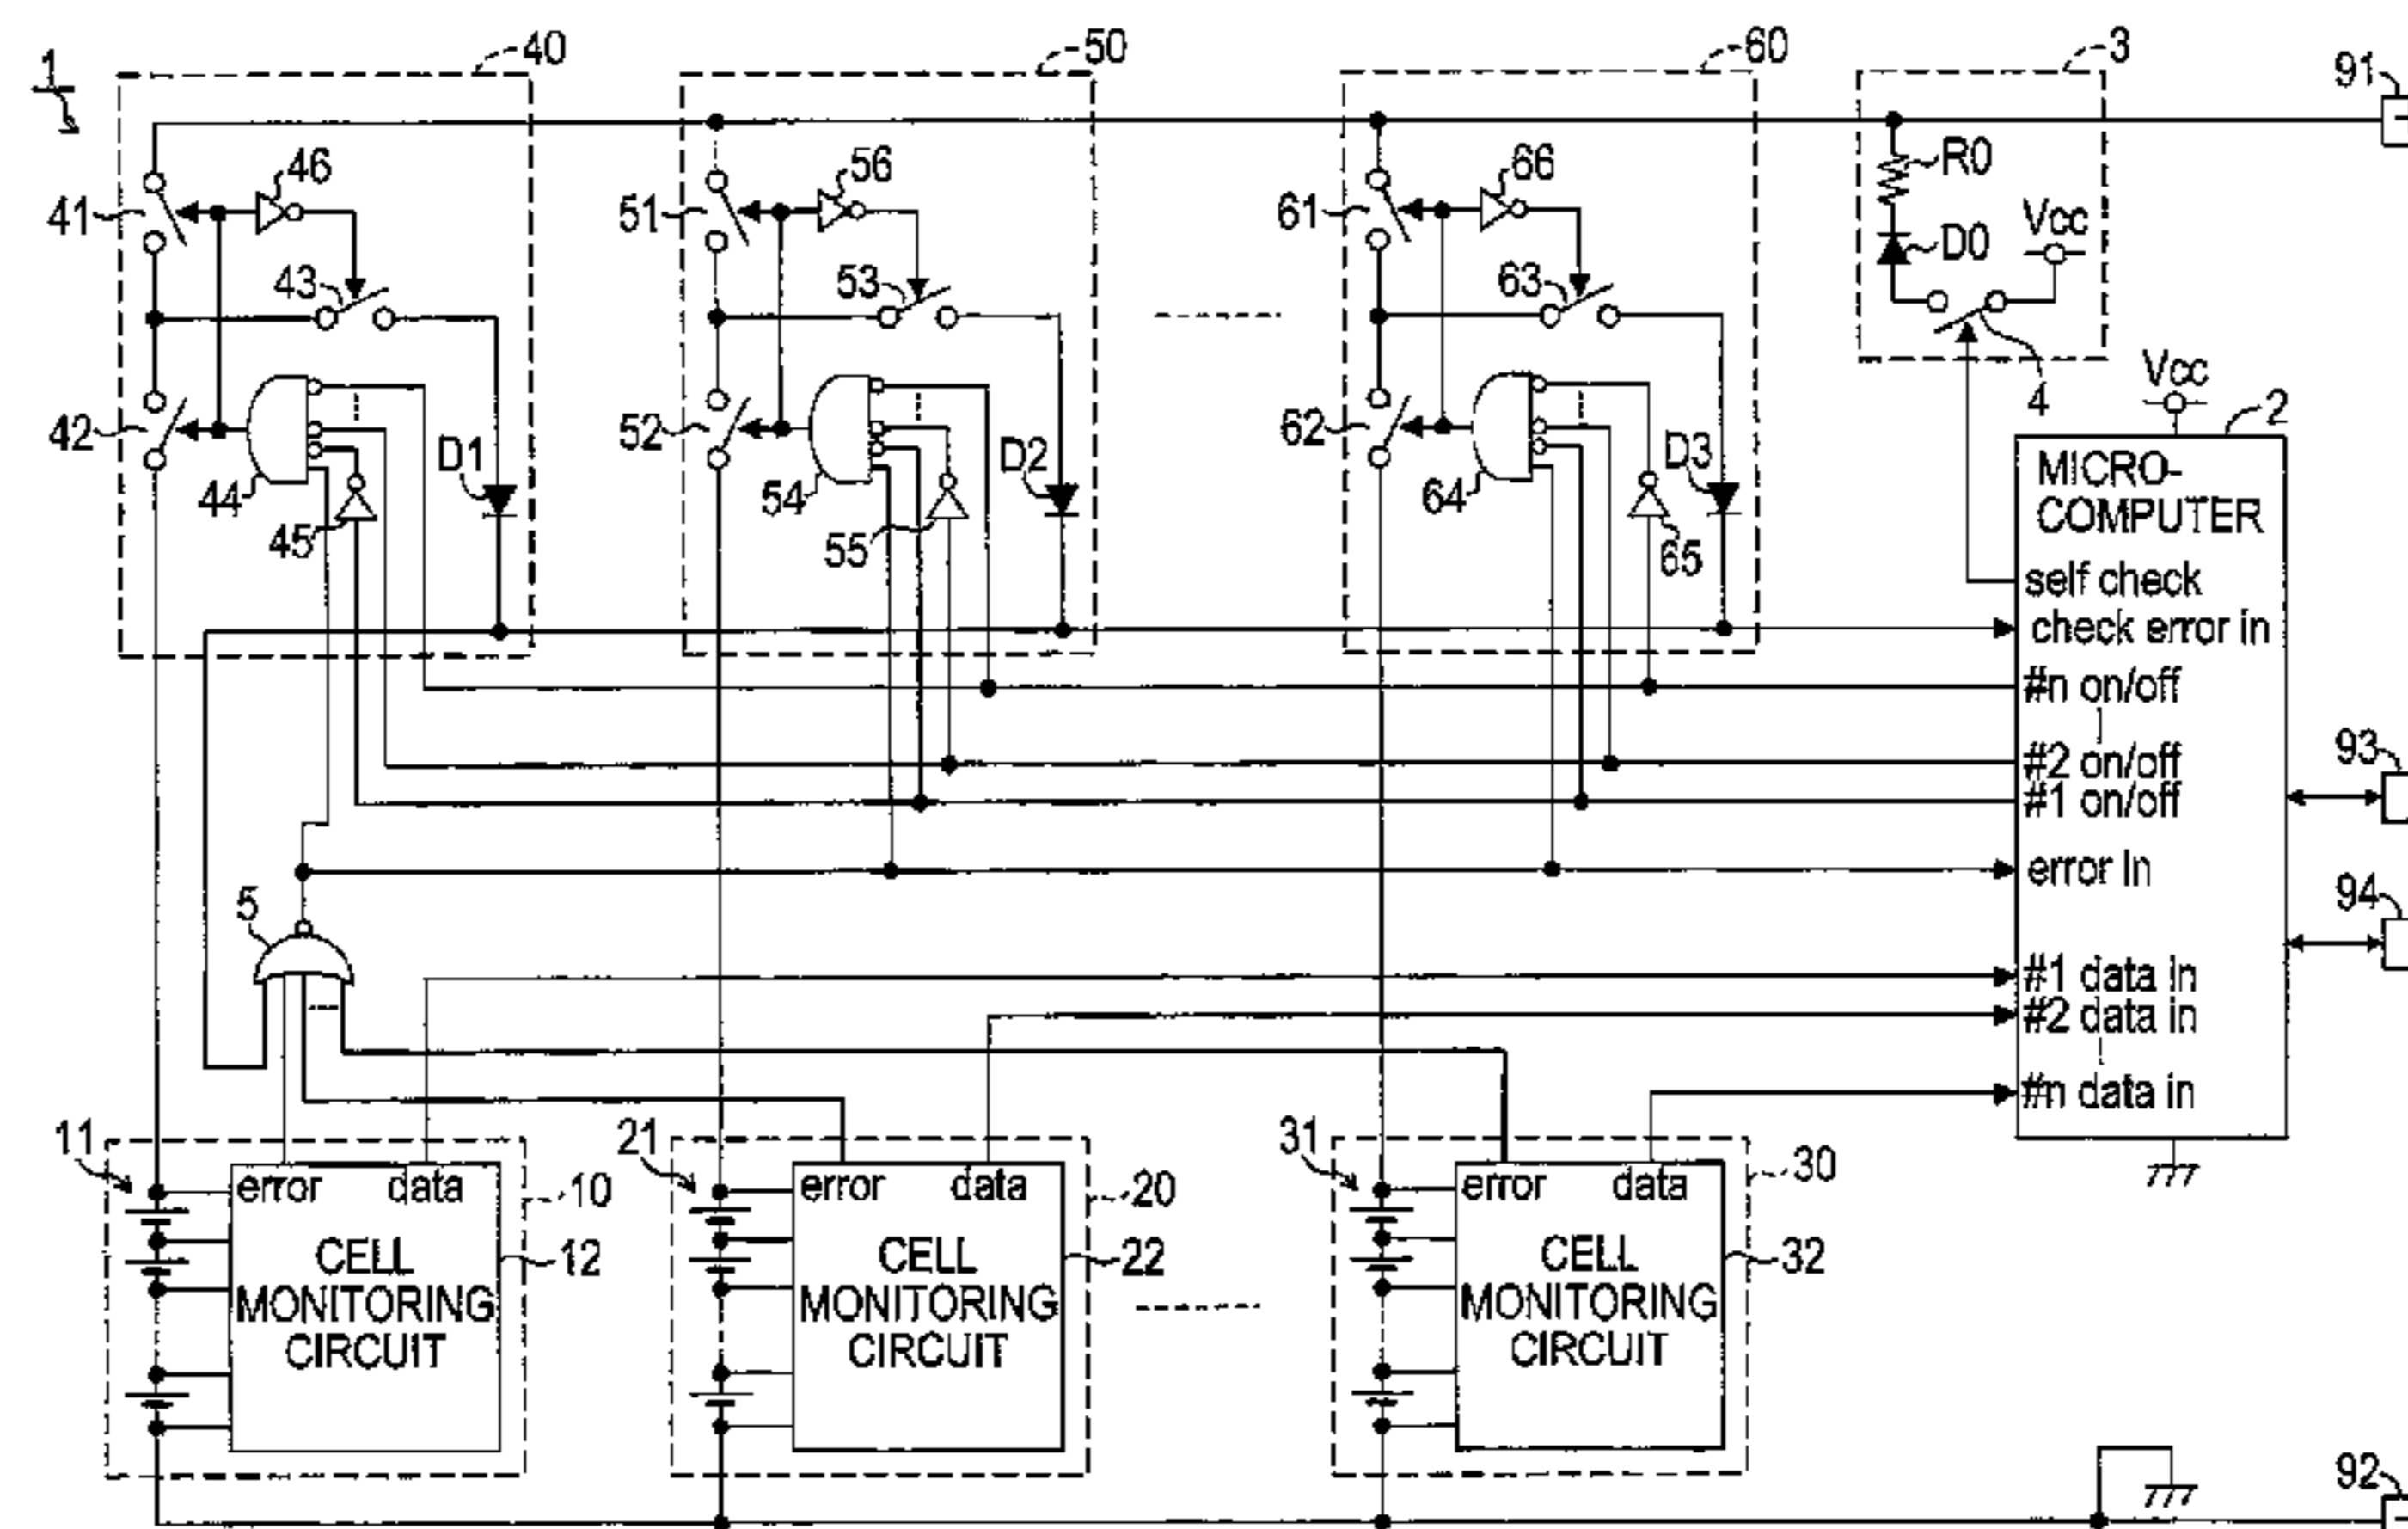 1
40
50
60
3
91
46
56
66
R0
Vcc
41
51
61
D0
43
53
63
4
Vcc
2
42
52
62
D1
D2
D3
44
54
64
45
55
65
MICRO-
COMPUTER
self check
check error in
#n on/off
#2 on/off
#1 on/off
error in
93
94
5
#1 data in
#2 data in
#n data in
11
21
31
error data
10
error data
20
error data
30
CELL
MONITORING
CIRCUIT
12
CELL
MONITORING
CIRCUIT
22
CELL
MONITORING
CIRCUIT
32
92